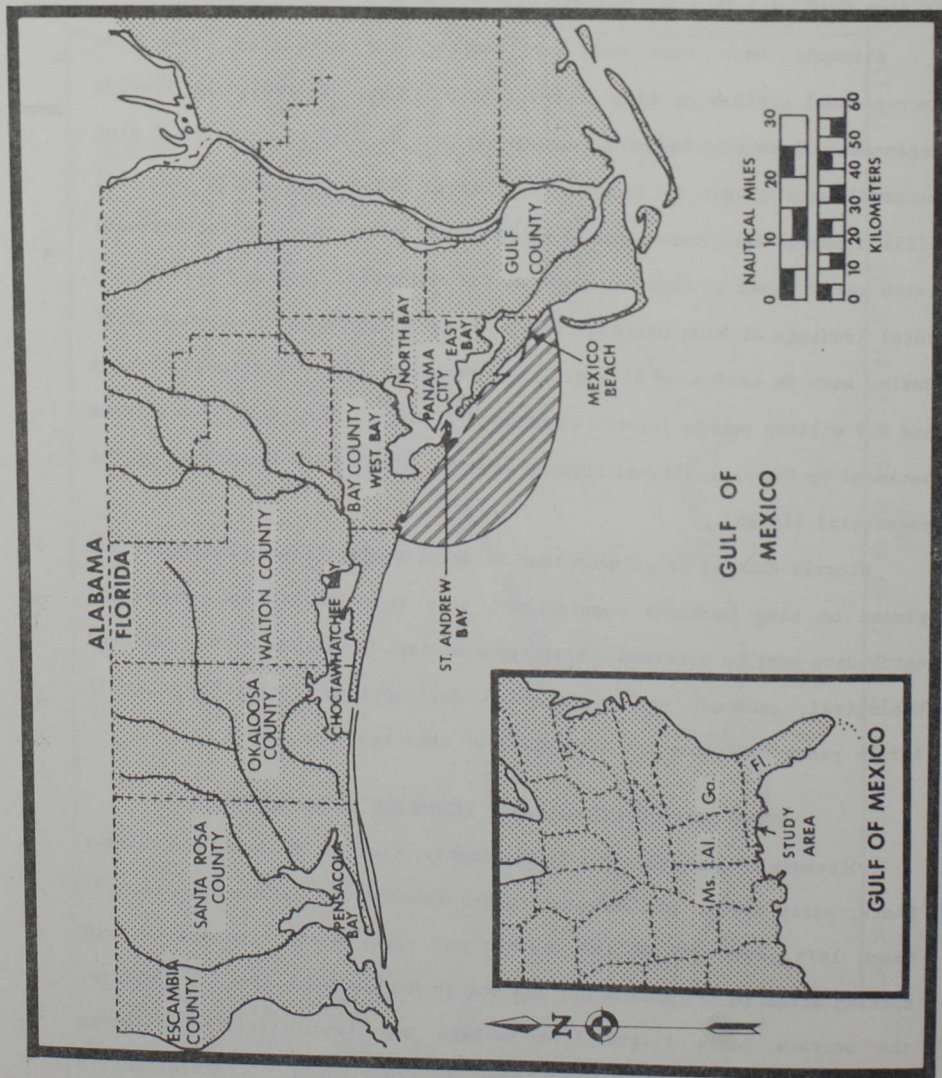 ALABAMA
FLORIDA
ESCAMBIA
COUNTY
SANTA ROSA
COUNTY
OKALOOSA
COUNTY
WALTON COUNTY
PENSACOLA
BAY
CHOCTAWHATCHEE BAY
BAY COUNTY
WEST BAY
NORTH BAY
PANAMA
CITY
EAST
BAY
GULF
COUNTY
ST. ANDREW
BAY
MEXICO
BEACH
GULF OF
MEXICO
NAUTICAL MILES
0 10 20 30
0 10 20 30 40 50 60
KILOMETERS
N
Ms. Al. Ga.
Fl.
STUDY
AREA
GULF OF MEXICO